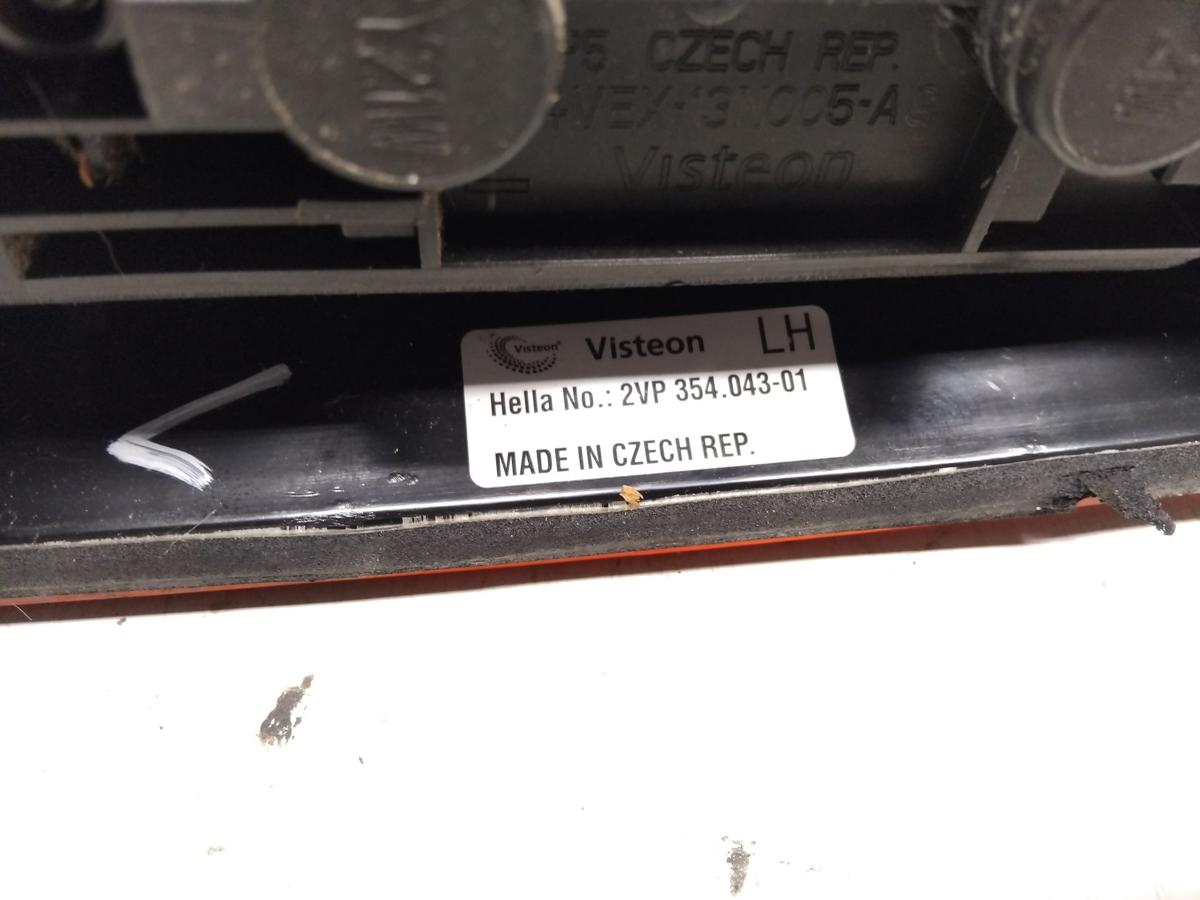 CZECH REP.
Visteon
Visteon Visteon LH
Hella No.: 2VP 354.043-01
MADE IN CZECH REP.